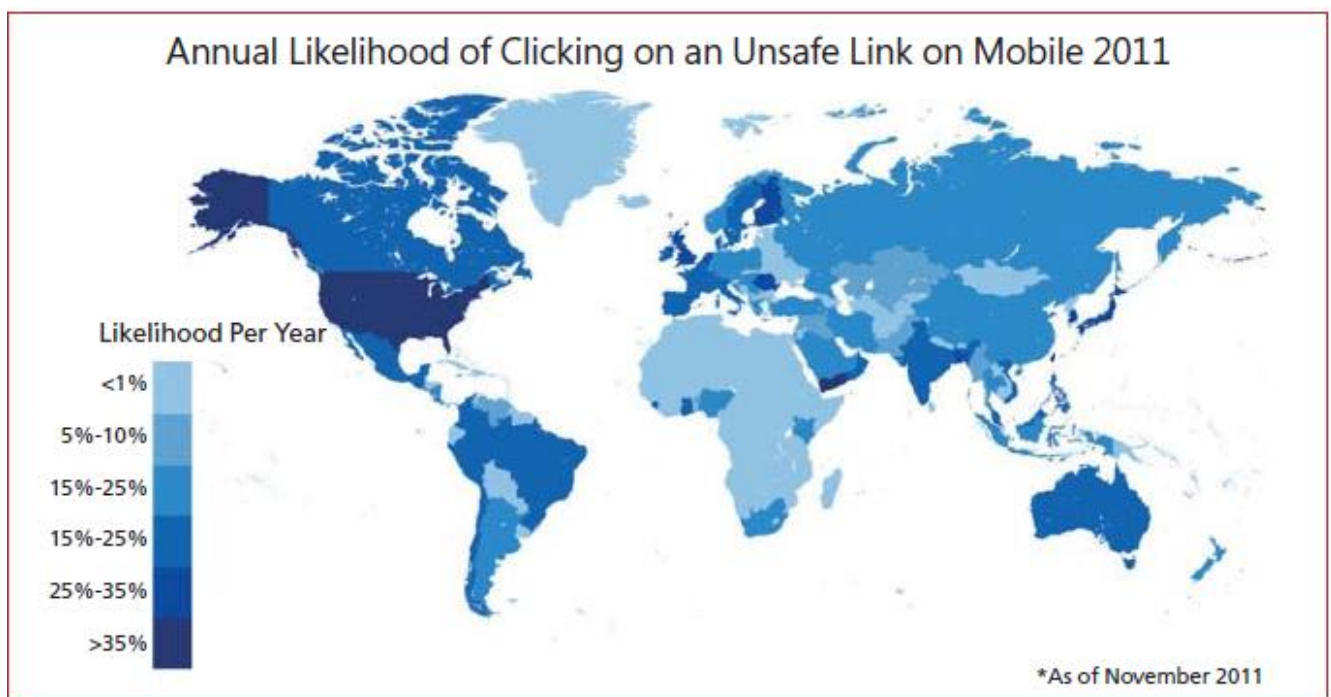 Annual Likelihood of Clicking on an Unsafe Link on Mobile 2011
Likelihood Per Year
<1%
5%-10%
15%-25%
15%-25%
25%-35%
>35%
*As of November 2011